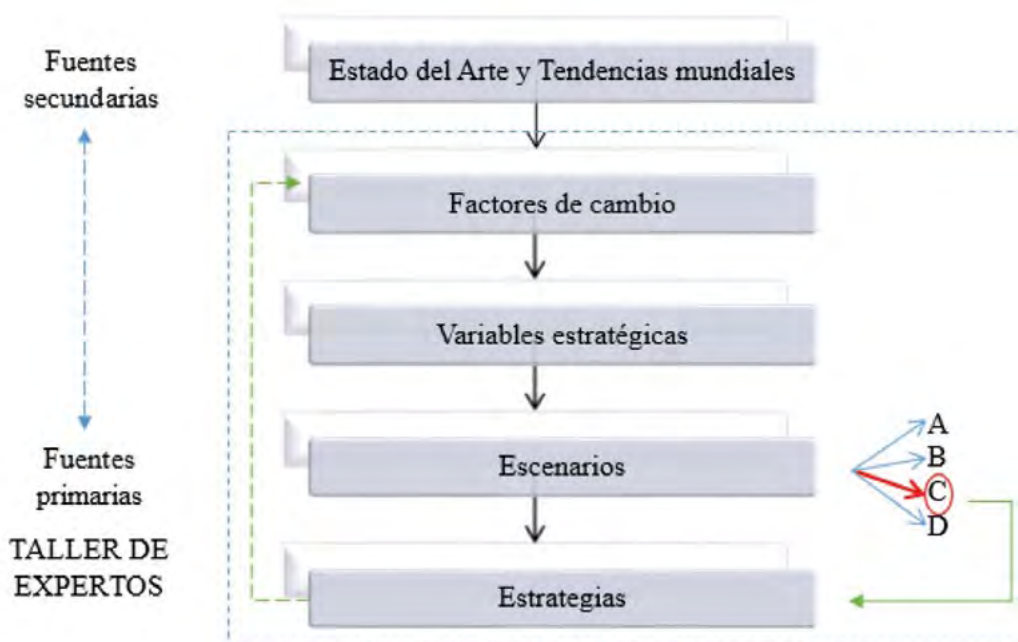 Fuentes
secundarias
Estado del Arte y Tendencias mundiales
Factores de cambio
Variables estratégicas
Escenarios
A
B
C
D
Fuentes
primarias
TALLER DE
EXPERTOS
Estrategias